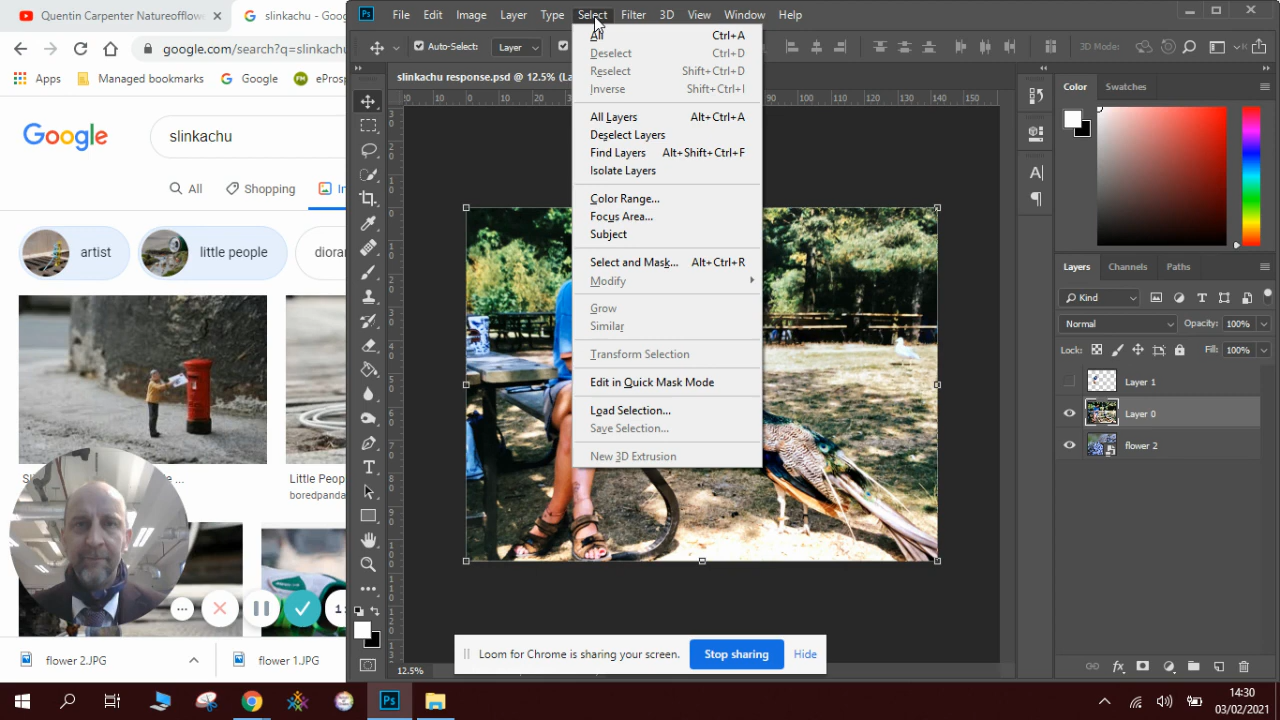 Quentin Carpenter Natureoflowe
slinkachu - Goo
google.com/search?q=slinkachu
Apps
Managed bookmarks
Google
eProsp
Google
slinkachu
All
Shopping
artist
little people
diora
Little Peop
boredpanda
flower 2.JPG
flower 1.JPG
File Edit Image Layer Type Select Filter 3D View Window Help
Auto-Select:
Layer
3D Mode:
slinkachu response.psd @ 12.5% (La
All Ctrl+A
Deselect Ctrl+D
Reselect Shift+Ctrl+D
Inverse Shift+Ctrl+I
All Layers Alt+Ctrl+A
Deselect Layers
Find Layers Alt+Shift+Ctrl+F
Isolate Layers
Color Range...
Focus Area...
Subject
Select and Mask... Alt+Ctrl+R
Modify
Grow
Similar
Transform Selection
Edit in Quick Mask Mode
Load Selection...
Save Selection...
New 3D Extrusion
12.5%
Loom for Chrome is sharing your screen.
Stop sharing
Hide
Color Swatches
Layers Channels Paths
Kind
Normal
Opacity: 100%
Lock:
Fill: 100%
Layer 1
Layer 0
flower 2
14:30
03/02/2021